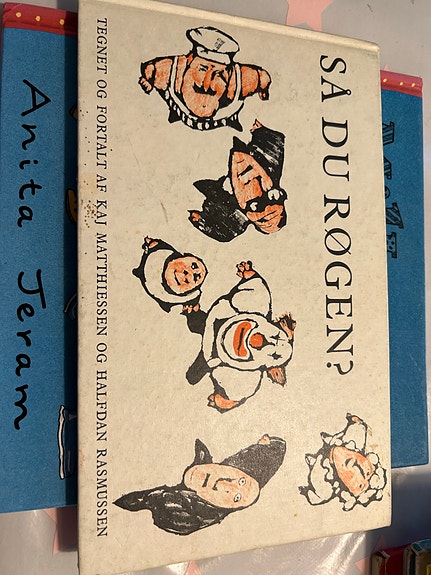 SÅ DU RØGEN?
TEGNET OG FORTALT AF KAJ MATTHIESSEN OG HALFDAN RASMUSSEN
Anita Jeram